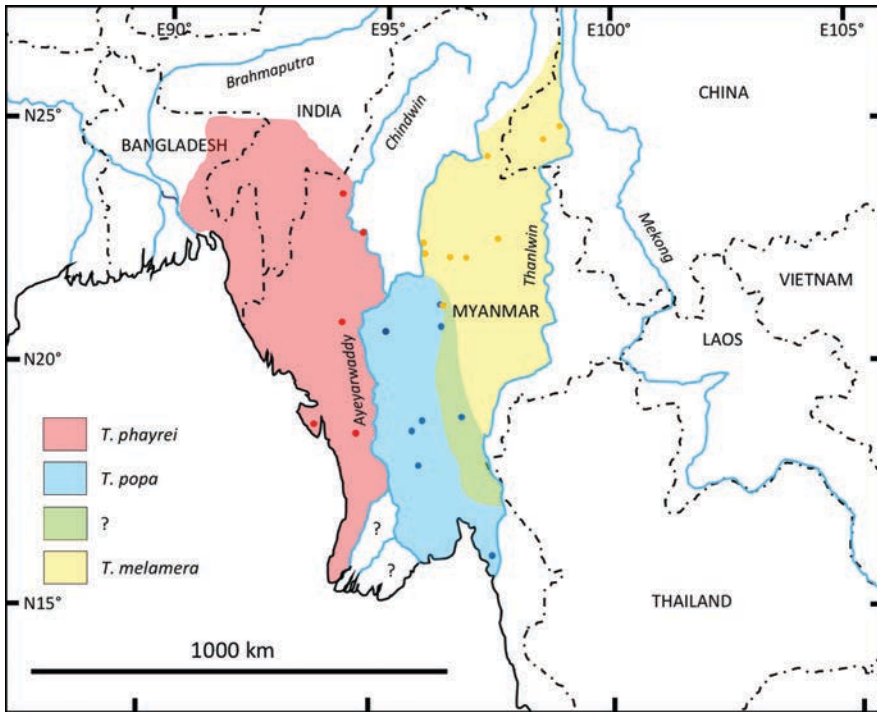 E90°
E95°
E100°
E105°
Brahmaputra
N25°
INDIA
Chindwin
CHINA
BANGLADESH
Mekong
Thanlwin
VIETNAM
MYANMAR
LAOS
N20°
Ayeyarwaddy
T. phayrei
T. popa
?
?
?
T. melamera
N15°
THAILAND
1000 km